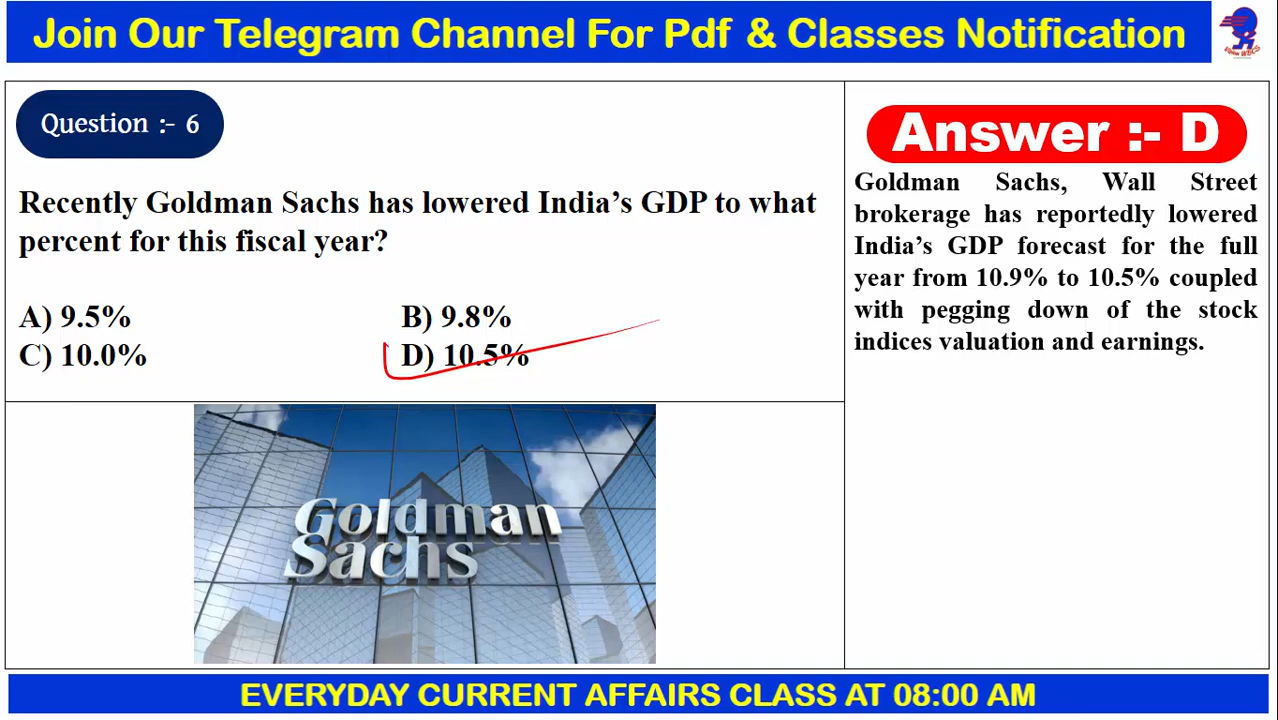 Join Our Telegram Channel For Pdf & Classes Notification
Question :- 6
Recently Goldman Sachs has lowered India’s GDP to what
percent for this fiscal year?
A) 9.5%
B) 9.8%
C) 10.0%
D) 10.5%
Goldman
Sachs
Answer :- D
Goldman Sachs, Wall Street
brokerage has reportedly lowered
India’s GDP forecast for the full
year from 10.9% to 10.5% coupled
with pegging down of the stock
indices valuation and earnings.
EVERYDAY CURRENT AFFAIRS CLASS AT 08:00 AM